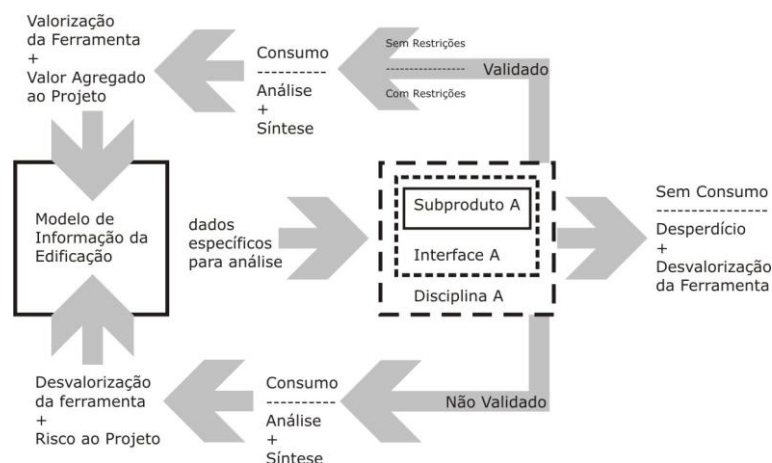 Valorização
da Ferramenta
+
Valor Agregado
ao Projeto
Consumo
----------
Análise
+
Síntese
Sem Restrições
---------------
Com Restrições
Validado
Modelo de
Informação da
Edificação
dados
específicos
para análise
Subproduto A
Interface A
Disciplina A
Sem Consumo
--------------
Desperdício
+
Desvalorização
da Ferramenta
Desvalorização
da ferramenta
+
Risco ao Projeto
Consumo
----------
Análise
+
Síntese
Não Validado